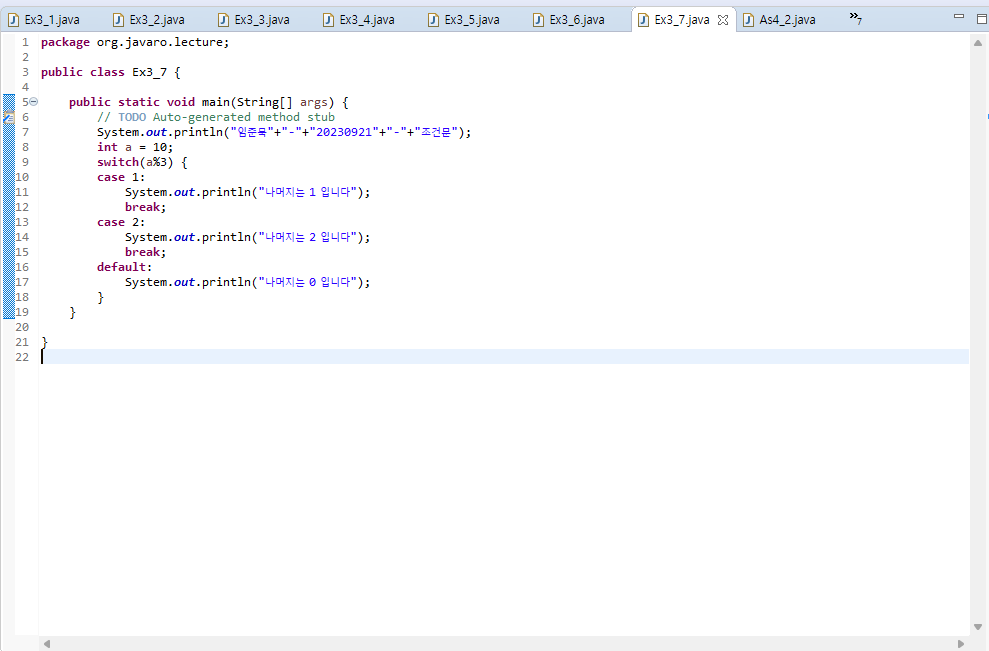 Ex3_1.java Ex3_2.java Ex3_3.java Ex3_4.java Ex3_5.java Ex3_6.java Ex3_7.java As4_2.java »7
1 package org.javaro.lecture;
2
3 public class Ex3_7 {
4
5 public static void main(String[] args) {
6 // TODO Auto-generated method stub
7 System.out.println("임준묵"+"-"+"20230921"+"-"+"조건문");
8 int a = 10;
9 switch(a%3) {
10 case 1:
11 System.out.println("나머지는 1 입니다");
12 break;
13 case 2:
14 System.out.println("나머지는 2 입니다");
15 break;
16 default:
17 System.out.println("나머지는 0 입니다");
18 }
19 }
20
21 }
22